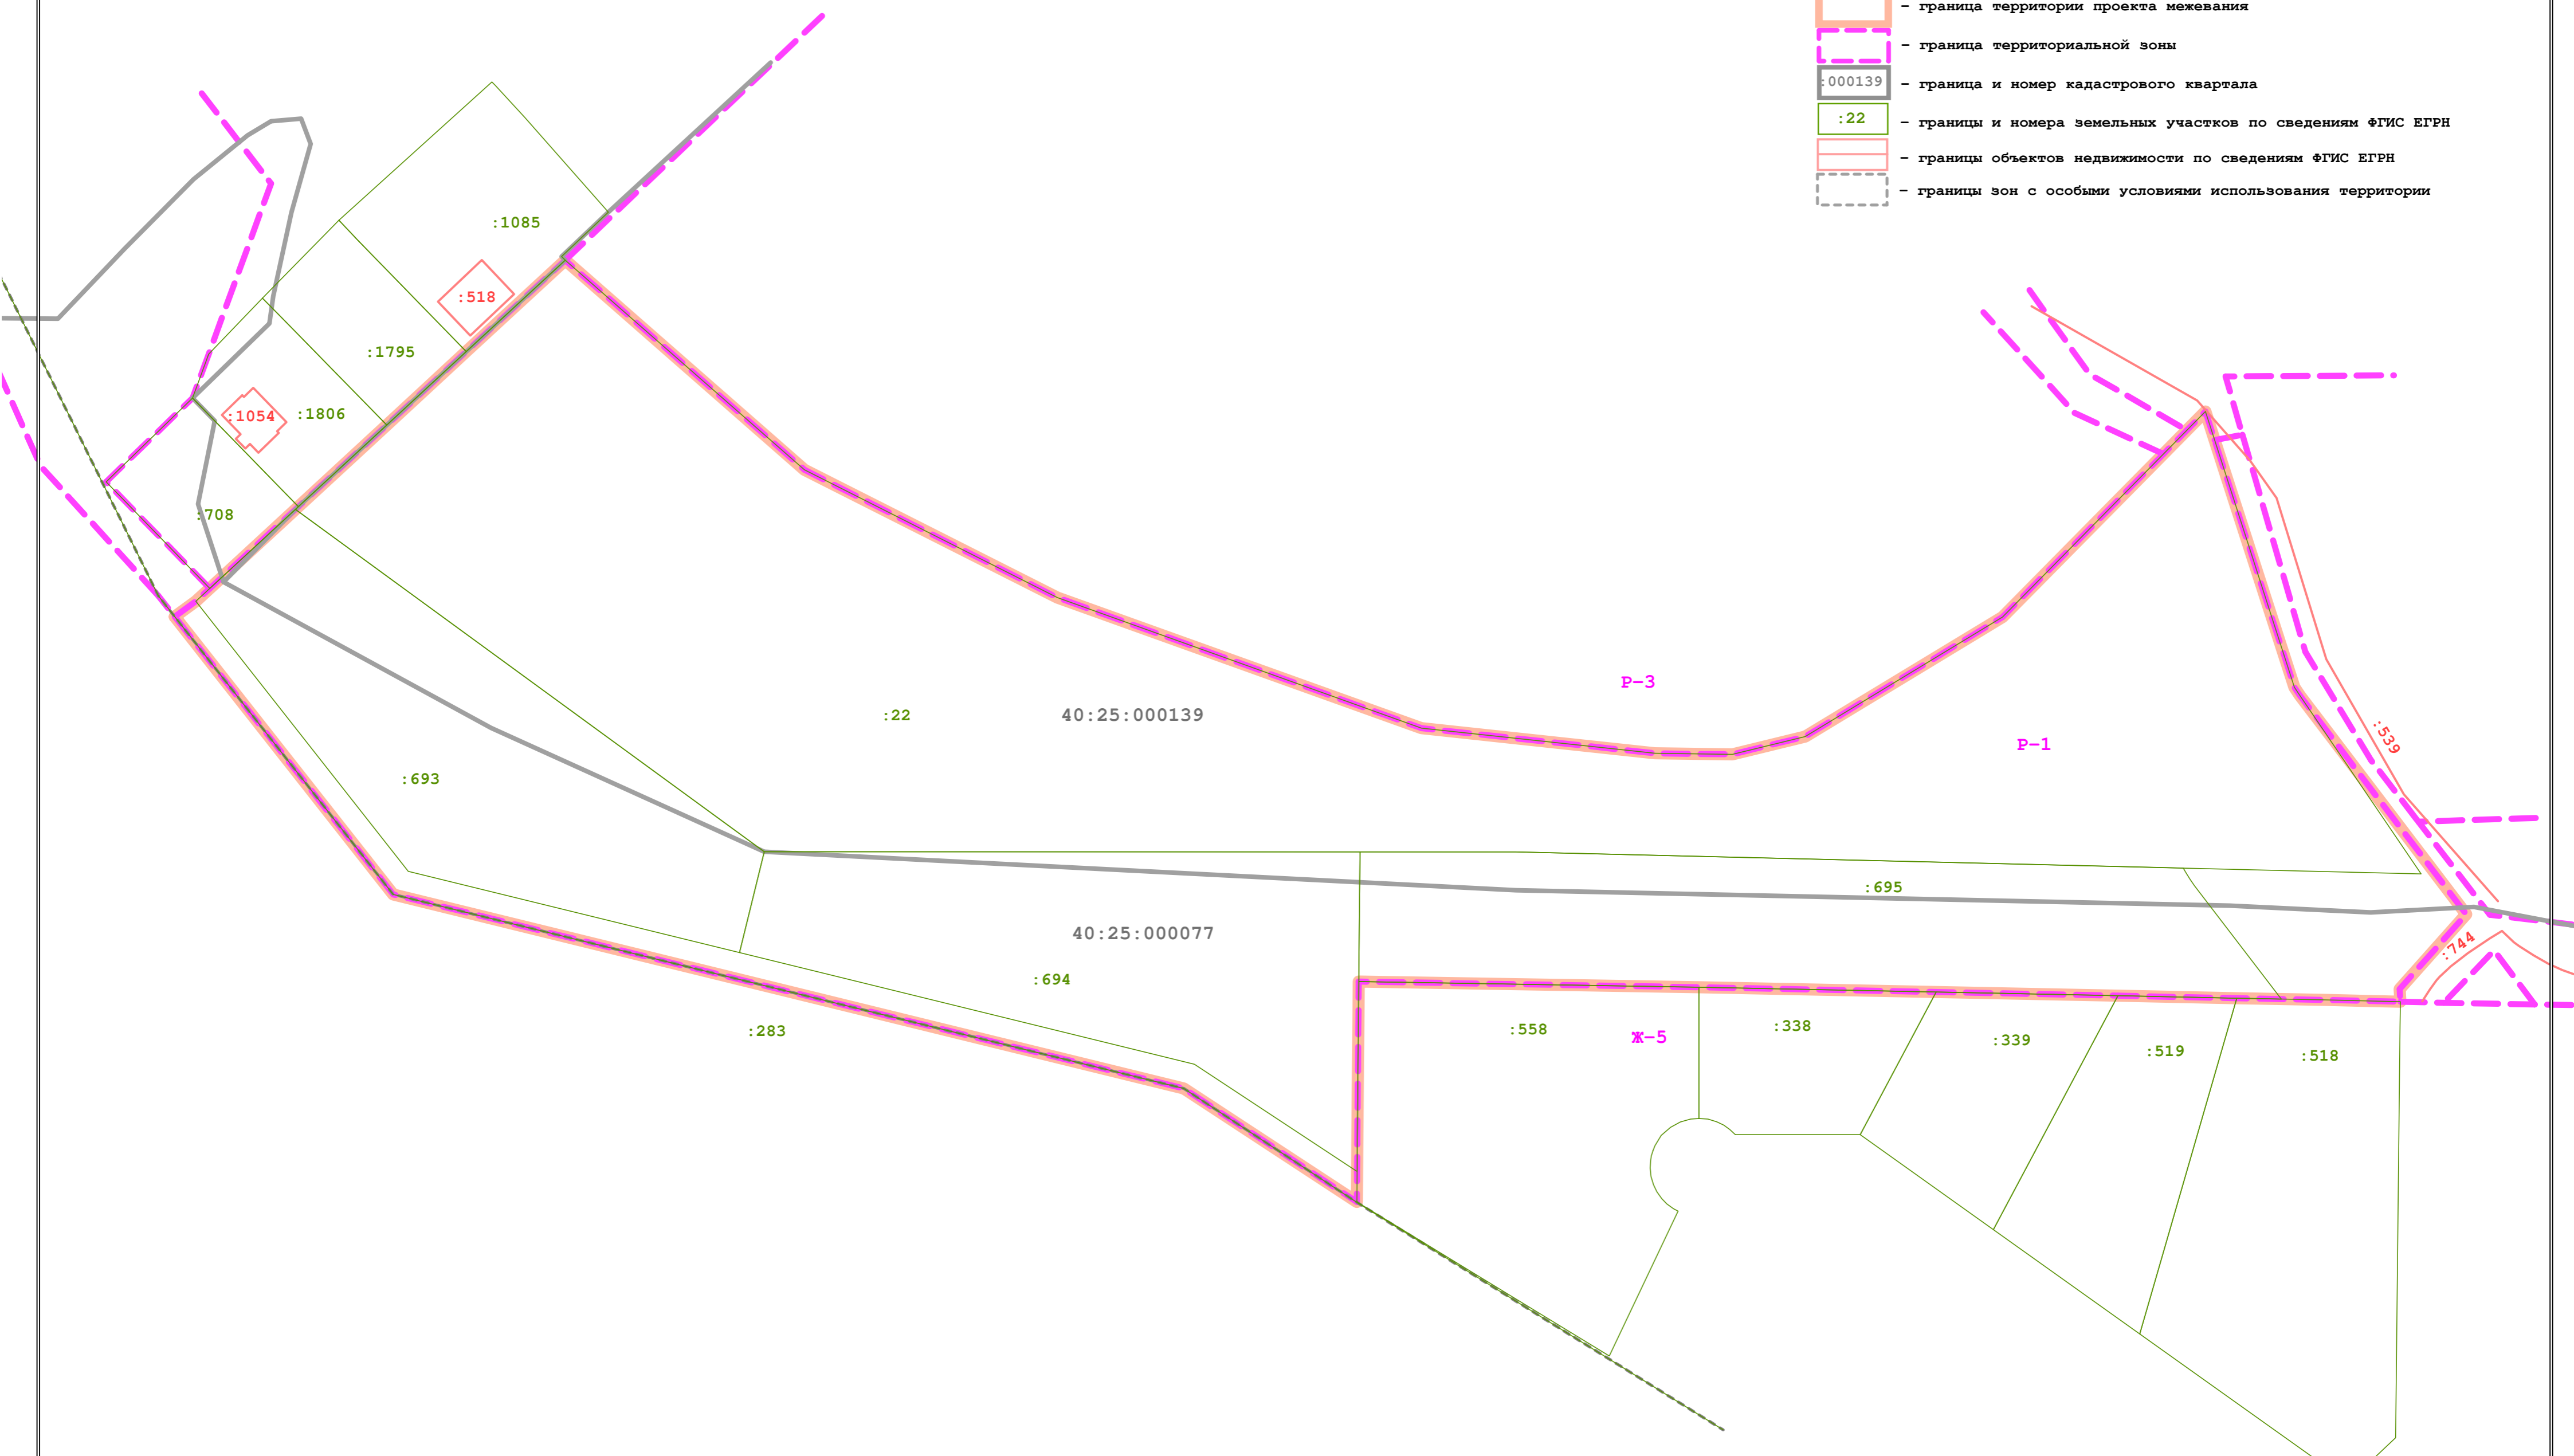 – граница территории проекта межевания
– граница территориальной зоны
:000139 – граница и номер кадастрового квартала
:22 – границы и номера земельных участков по сведениям ФГИС ЕГРН
– границы объектов недвижимости по сведениям ФГИС ЕГРН
– границы зон с особыми условиями использования территории
:1085
:518
:1795
:1054
:1806
:708
Р-3
:22
40:25:000139
Р-1
:539
:693
:695
40:25:000077
:744
:694
:283
:558
Ж-5
:338
:339
:519
:518